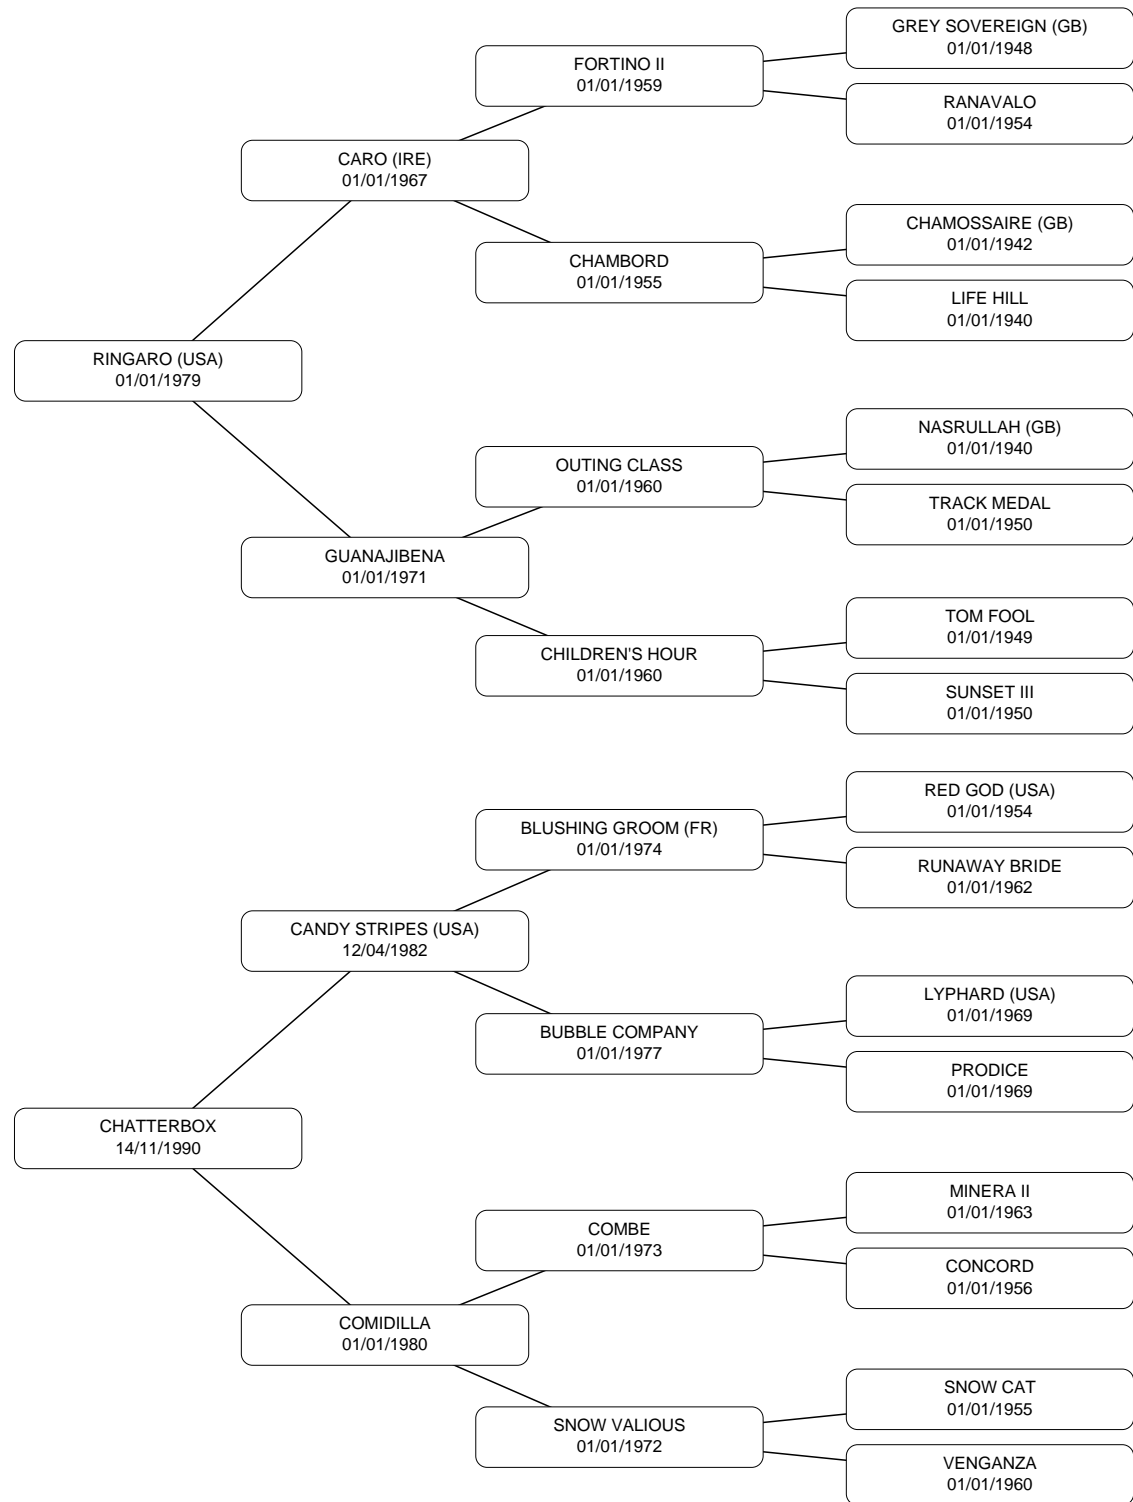 GREY SOVEREIGN (GB)
01/01/1948
FORTINO II
01/01/1959
RANAVALO
01/01/1954
CARO (IRE)
01/01/1967
CHAMOSSAIRE (GB)
01/01/1942
CHAMBORD
01/01/1955
LIFE HILL
01/01/1940
RINGARO (USA)
01/01/1979
NASRULLAH (GB)
01/01/1940
OUTING CLASS
01/01/1960
TRACK MEDAL
01/01/1950
GUANAJIBENA
01/01/1971
TOM FOOL
01/01/1949
CHILDREN'S HOUR
01/01/1960
SUNSET III
01/01/1950
RED GOD (USA)
01/01/1954
BLUSHING GROOM (FR)
01/01/1974
RUNAWAY BRIDE
01/01/1962
CANDY STRIPES (USA)
12/04/1982
LYPHARD (USA)
01/01/1969
BUBBLE COMPANY
01/01/1977
PRODICE
01/01/1969
CHATTERBOX
14/11/1990
MINERA II
01/01/1963
COMBE
01/01/1973
CONCORD
01/01/1956
COMIDILLA
01/01/1980
SNOW CAT
01/01/1955
SNOW VALIOUS
01/01/1972
VENGANZA
01/01/1960